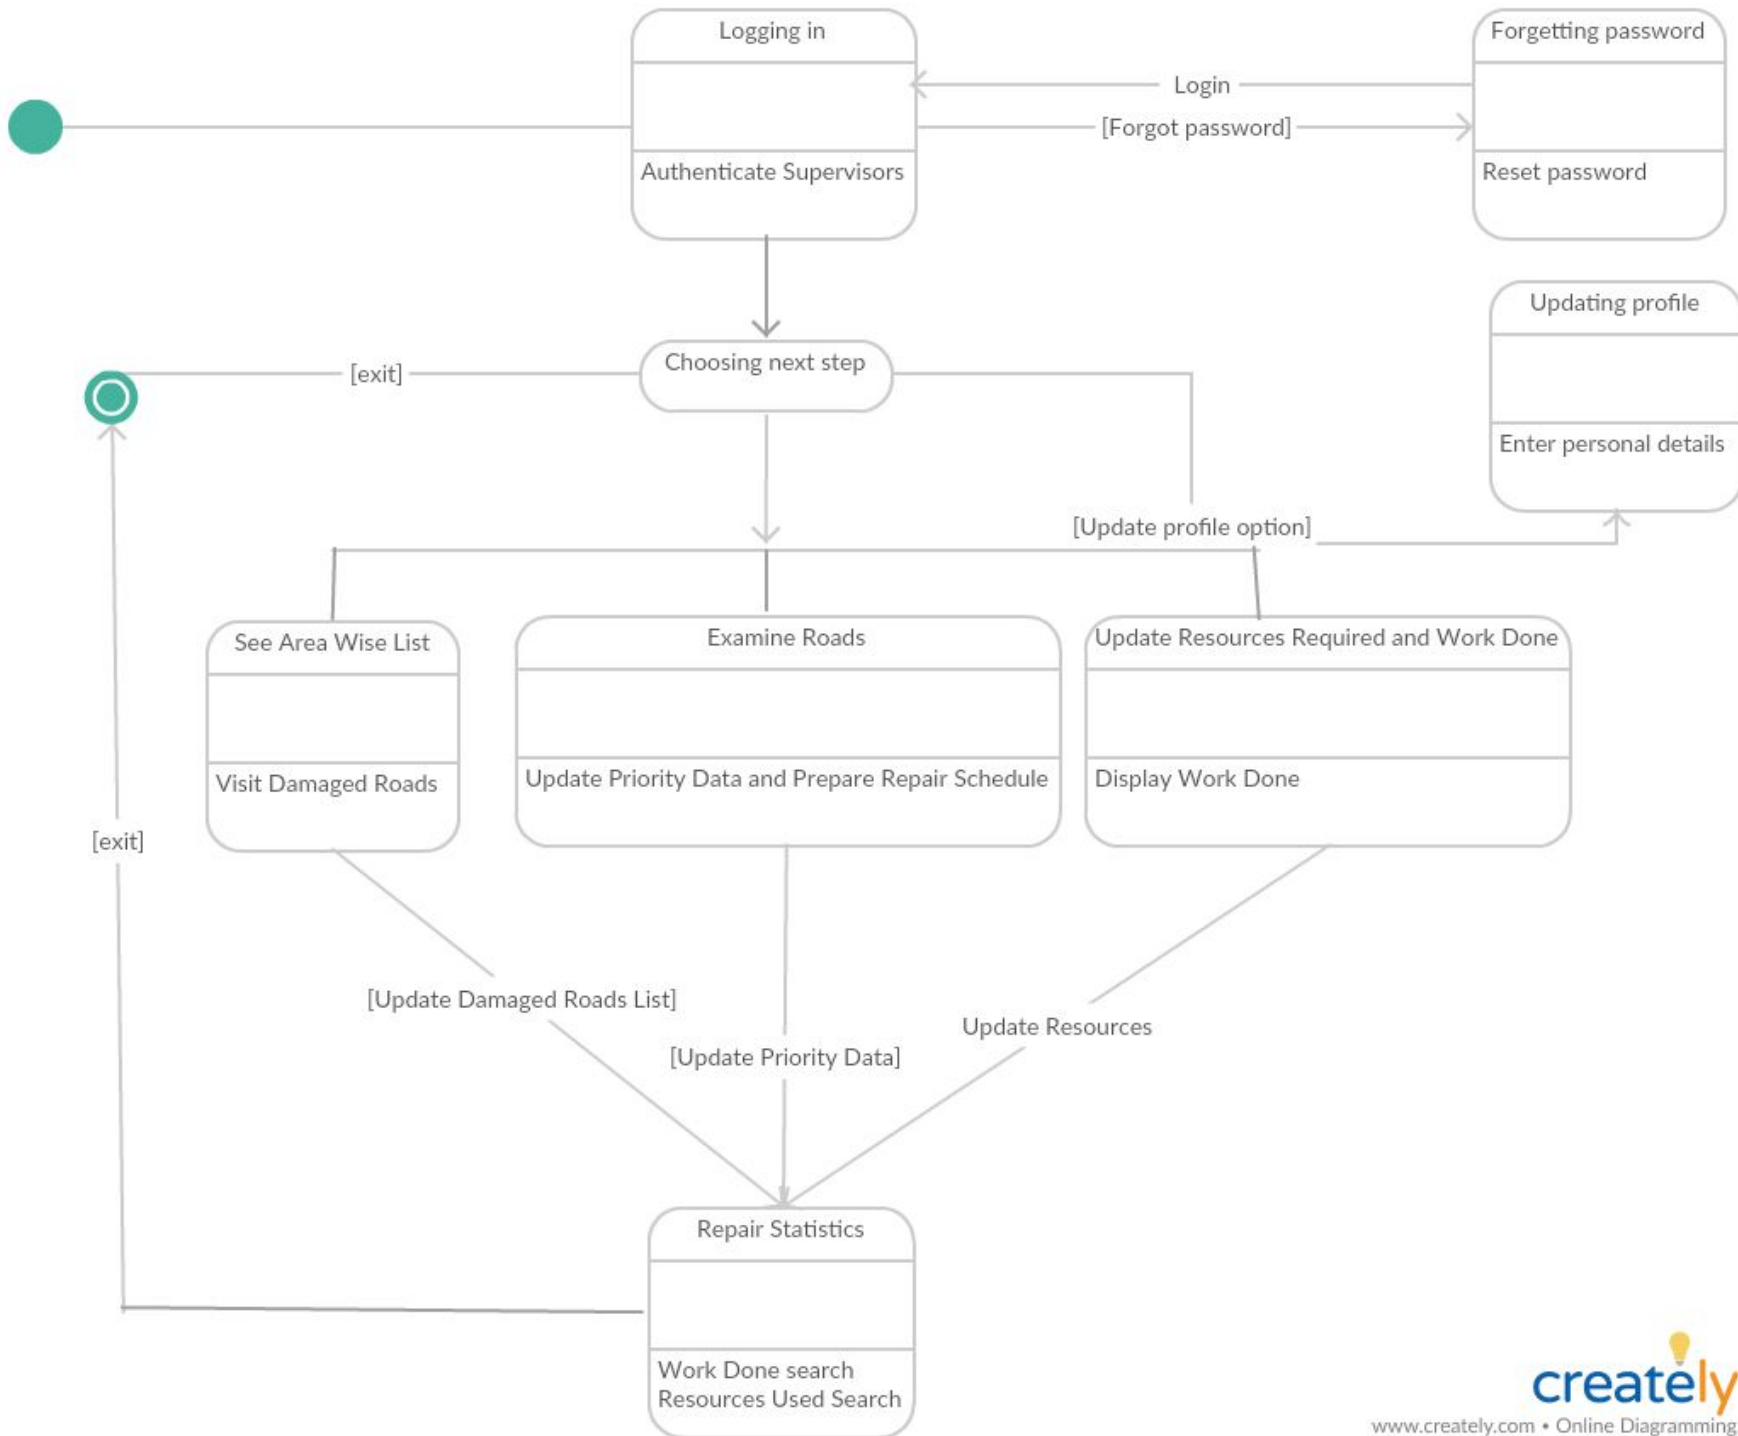 Logging in
Forgetting password
Login
[Forgot password]
Authenticate Supervisors
Reset password
Updating profile
Choosing next step
[exit]
Enter personal details
[Update profile option]
See Area Wise List
Examine Roads
Update Resources Required and Work Done
Visit Damaged Roads
Update Priority Data and Prepare Repair Schedule
Display Work Done
[exit]
[Update Damaged Roads List]
Update Resources
[Update Priority Data]
Repair Statistics
Work Done search
Resources Used Search
creately
www.creately.com • Online Diagramming